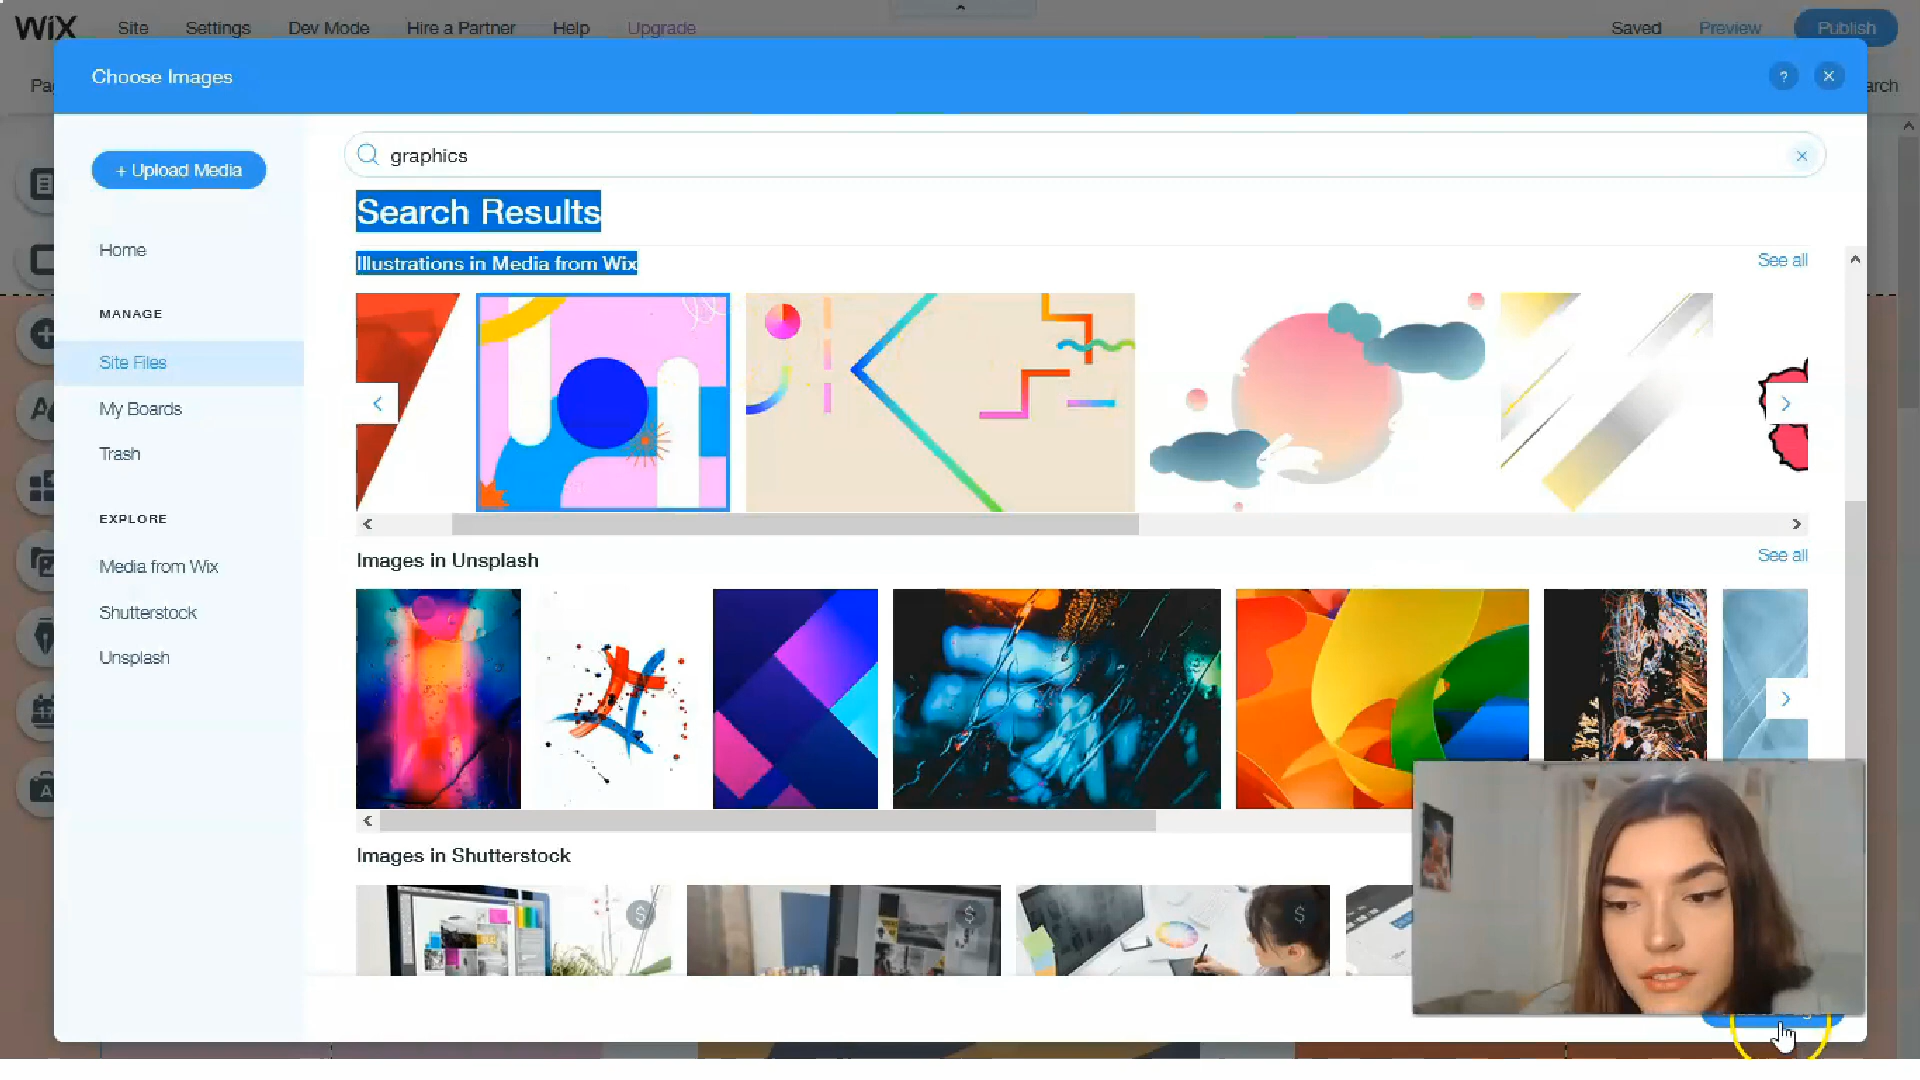 WiX
Site
Settings
Dev Mode
Hire a Partner
Help
Upgrade
Saved
Preview
Publish
Choose Images
?
+ Upload Media
graphics
Search Results
Home
Illustrations in Media from Wix
See all
MANAGE
Site Files
My Boards
Trash
EXPLORE
Images in Unsplash
See all
Media from Wix
Shutterstock
Unsplash
Images in Shutterstock
$
$
$
17
A